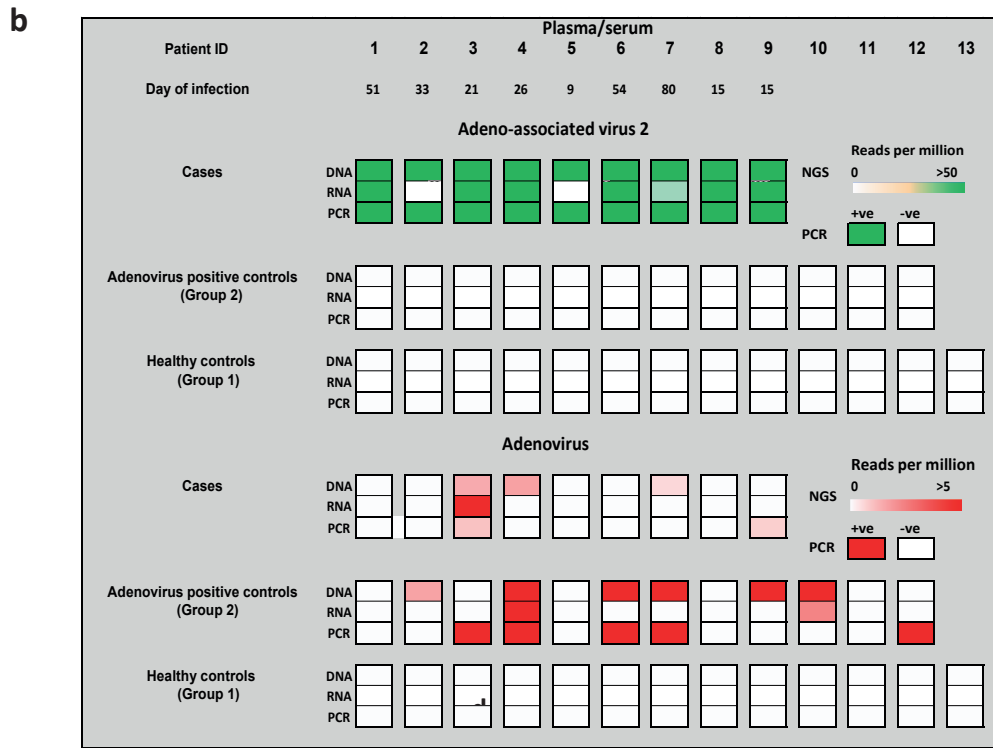 b
Plasma/serum
Patient ID 1 2 3 4 5 6 7 8 9 10 11 12 13
Day of infection 51 33 21 26 9 54 80 15 15
Adeno-associated virus 2
Reads per million
Cases DNA NGS 0 >50
RNA
PCR
+ve -ve
PCR
Adenovirus positive controls DNA
(Group 2) RNA
PCR
Healthy controls DNA
(Group 1) RNA
PCR
Adenovirus
Reads per million
Cases DNA NGS 0 >5
RNA
PCR
+ve -ve
PCR
Adenovirus positive controls DNA
(Group 2) RNA
PCR
Healthy controls DNA
(Group 1) RNA
PCR